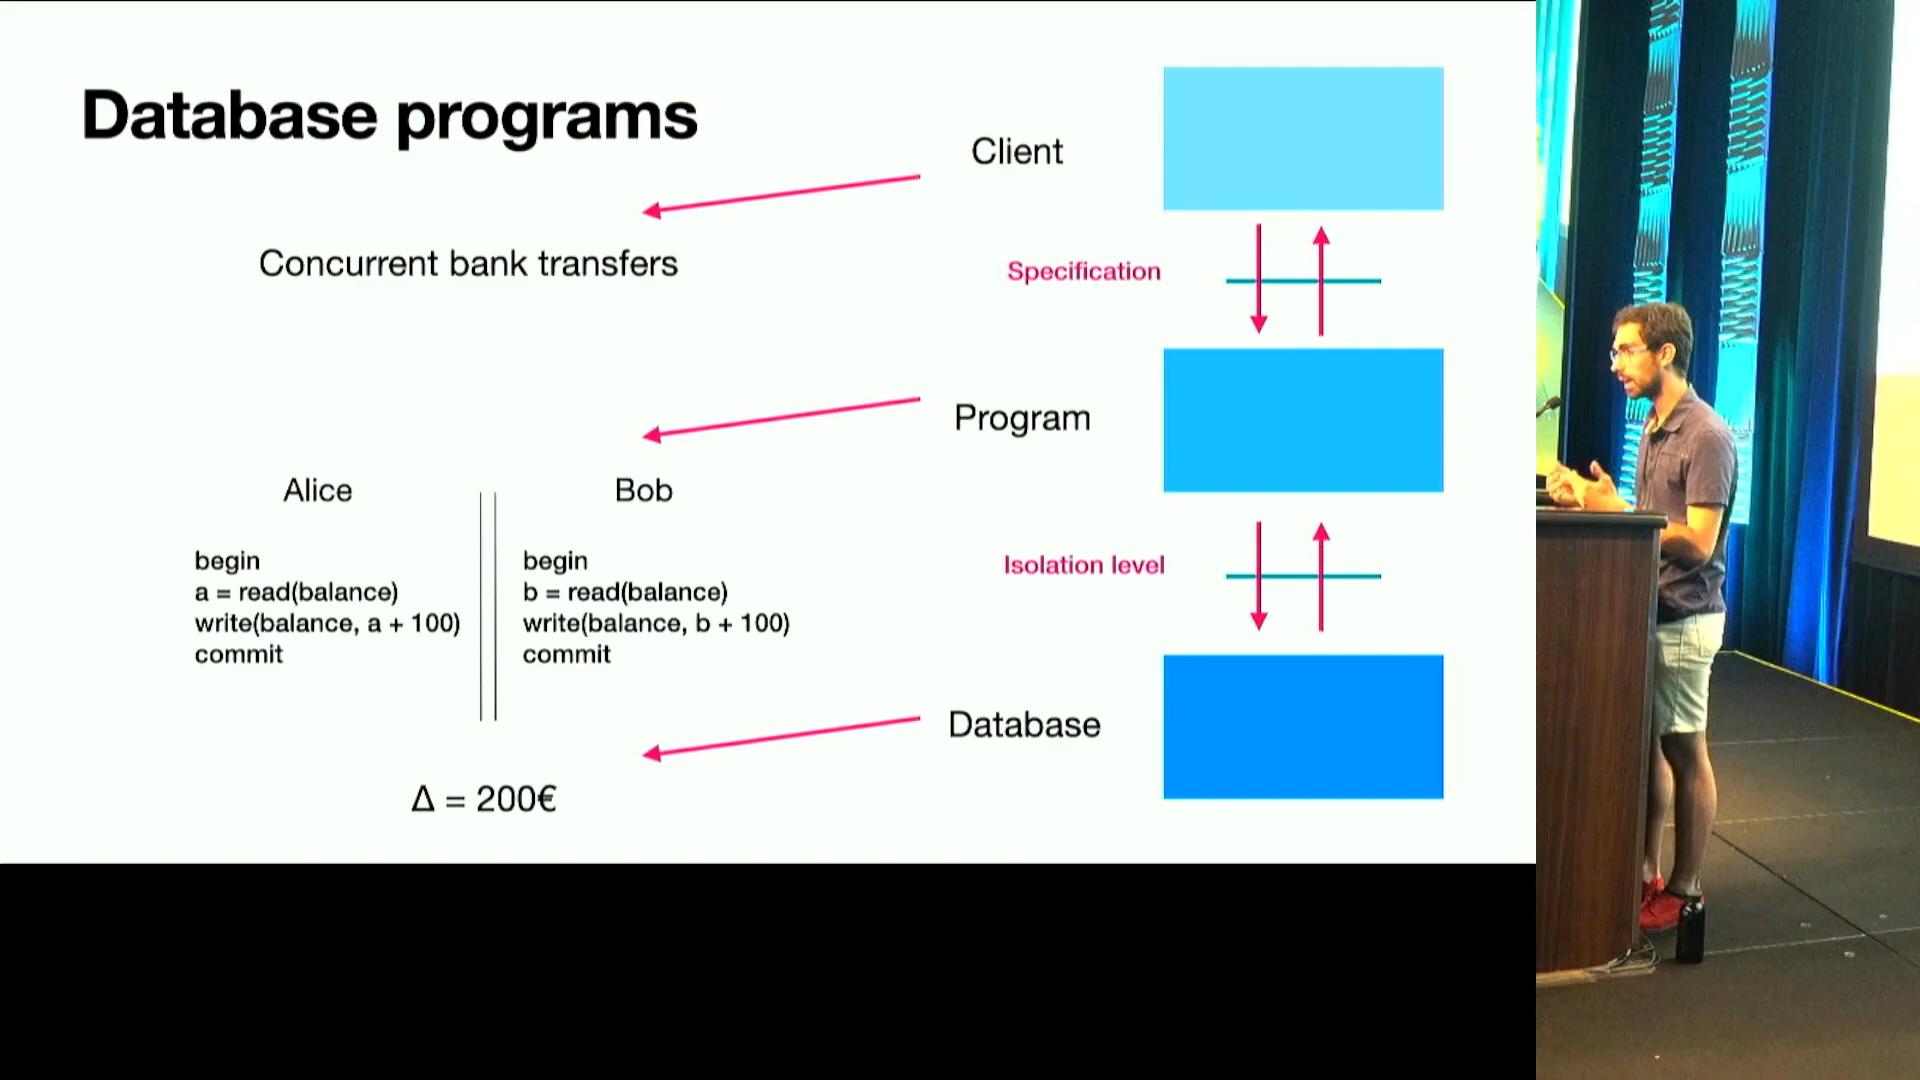 Database programs
Client
Concurrent bank transfers
Specification
Program
Alice
Bob
begin
a = read(balance)
write(balance, a + 100)
commit
begin
b = read(balance)
write(balance, b + 100)
commit
Isolation level
Database
Δ = 200€